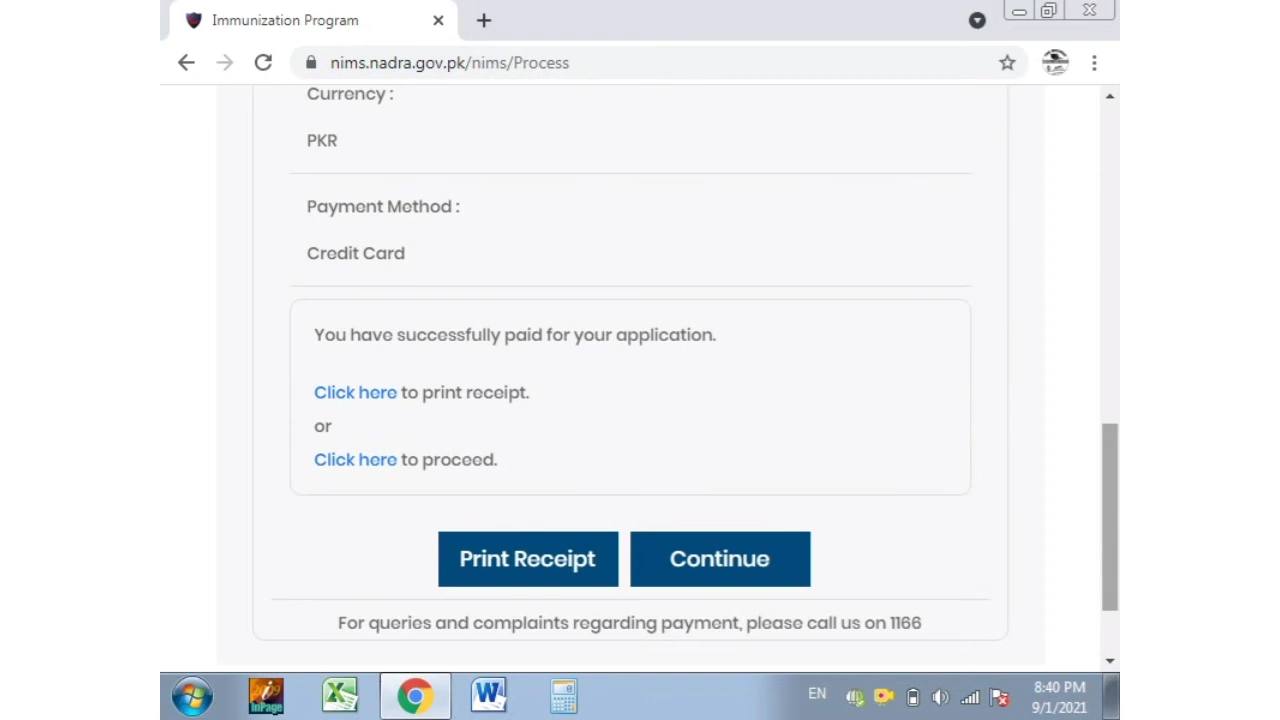 Immunization Program
nims.nadra.gov.pk/nims/Process
Currency :
PKR
Payment Method :
Credit Card
You have successfully paid for your application.
Click here to print receipt.
or
Click here to proceed.
Print Receipt
Continue
For queries and complaints regarding payment, please call us on 1166
InPage
EN
8:40 PM
9/1/2021